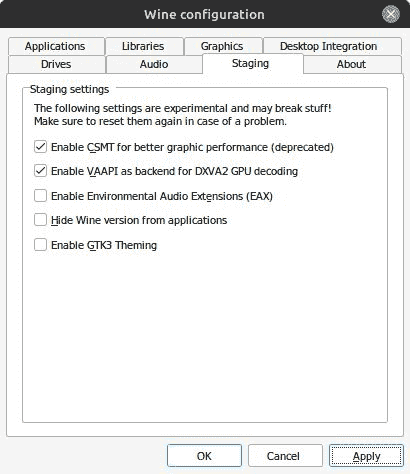 Wine configuration
Applications
Libraries
Graphics
Desktop Integration
Drives
Audio
Staging
About
Staging settings
The following settings are experimental and may break stuff!
Make sure to reset them again in case of a problem.
Enable CSMT for better graphic performance (deprecated)
Enable VAAPI as backend for DXVA2 GPU decoding
Enable Environmental Audio Extensions (EAX)
Hide Wine version from applications
Enable GTK3 Theming
OK
Cancel
Apply